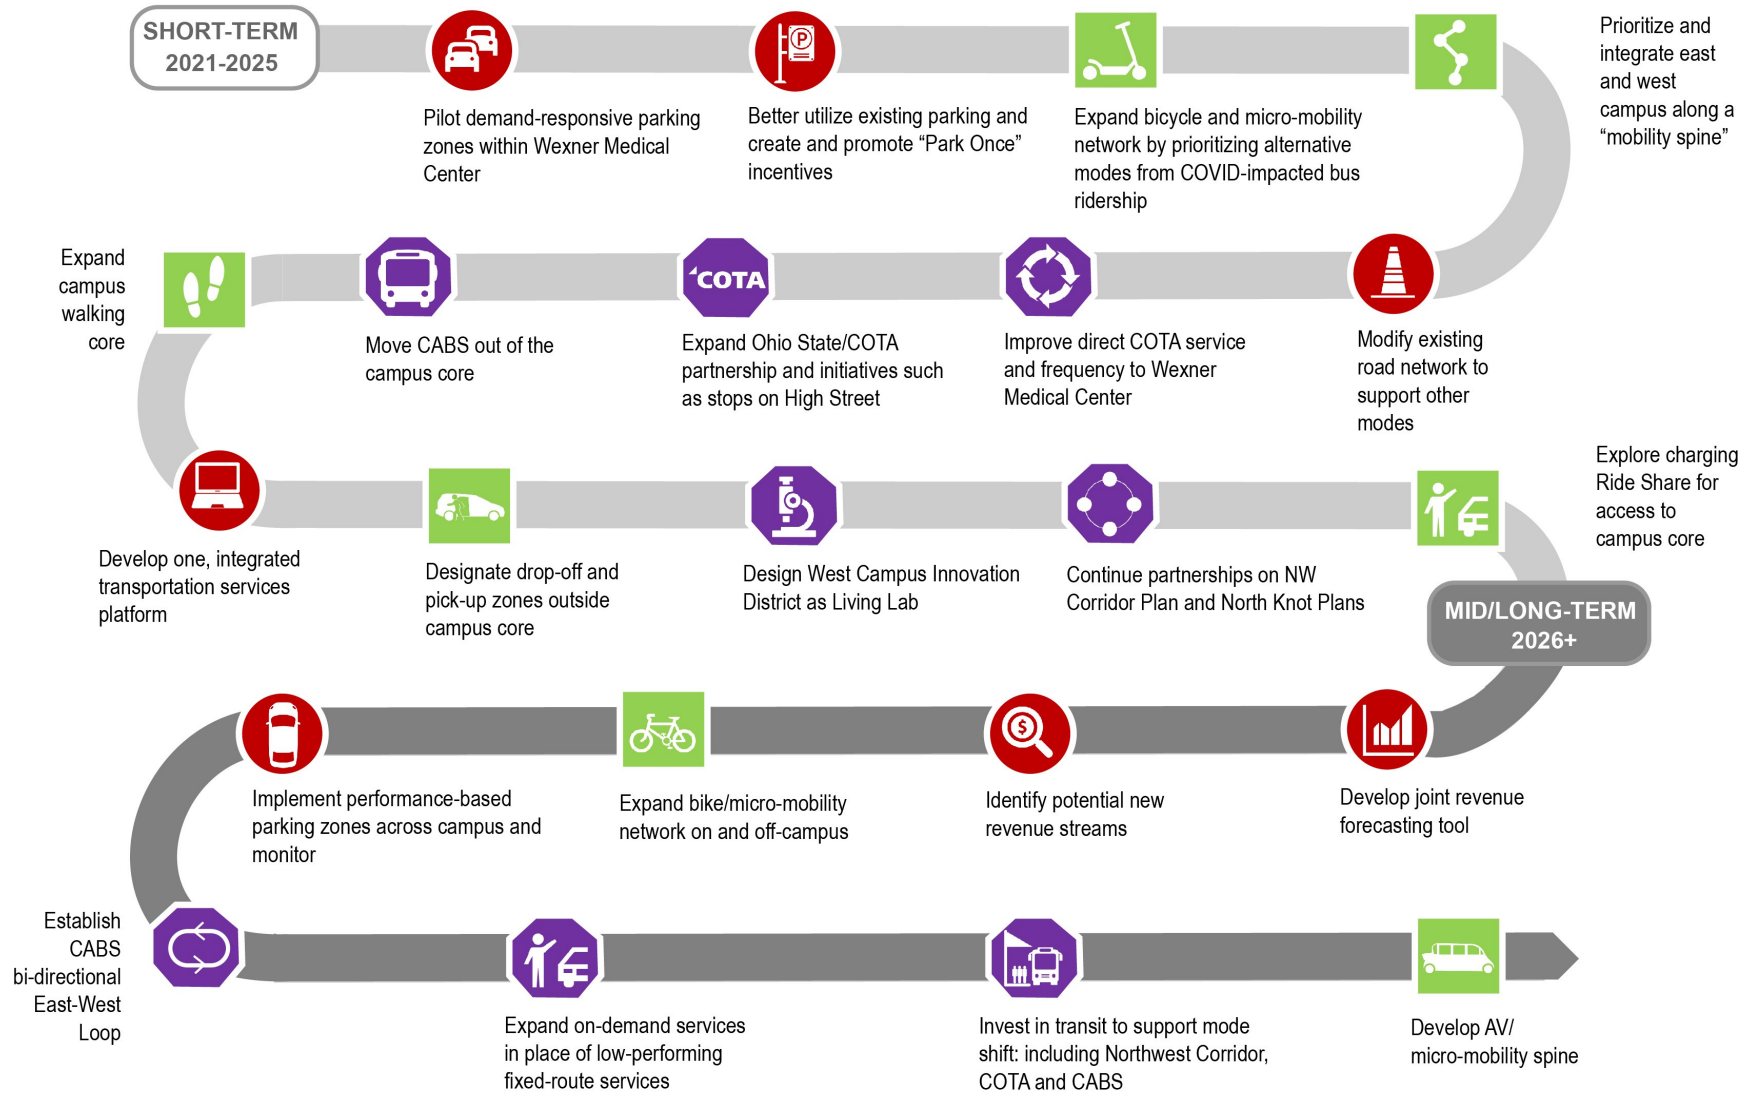 SHORT-TERM
2021-2025
Pilot demand-responsive parking
zones within Wexner Medical
Center
P
Better utilize existing parking and
create and promote “Park Once”
incentives
Expand bicycle and micro-mobility
network by prioritizing alternative
modes from COVID-impacted bus
ridership
Prioritize and
integrate east
and west
campus along a
“mobility spine”
Modify existing
road network to
support other
modes
Improve direct COTA service
and frequency to Wexner
Medical Center
COTA
Expand Ohio State/COTA
partnership and initiatives such
as stops on High Street
Move CABS out of the
campus core
Expand
campus
walking
core
Develop one, integrated
transportation services
platform
Designate drop-off and
pick-up zones outside
campus core
Design West Campus Innovation
District as Living Lab
Continue partnerships on NW
Corridor Plan and North Knot Plans
Explore charging
Ride Share for
access to
campus core
MID/LONG-TERM
2026+
Develop joint revenue
forecasting tool
$
Identify potential new
revenue streams
Expand bike/micro-mobility
network on and off-campus
Implement performance-based
parking zones across campus and
monitor
Establish
CABS
bi-directional
East-West
Loop
Expand on-demand services
in place of low-performing
fixed-route services
Invest in transit to support mode
shift: including Northwest Corridor,
COTA and CABS
Develop AV/
micro-mobility spine